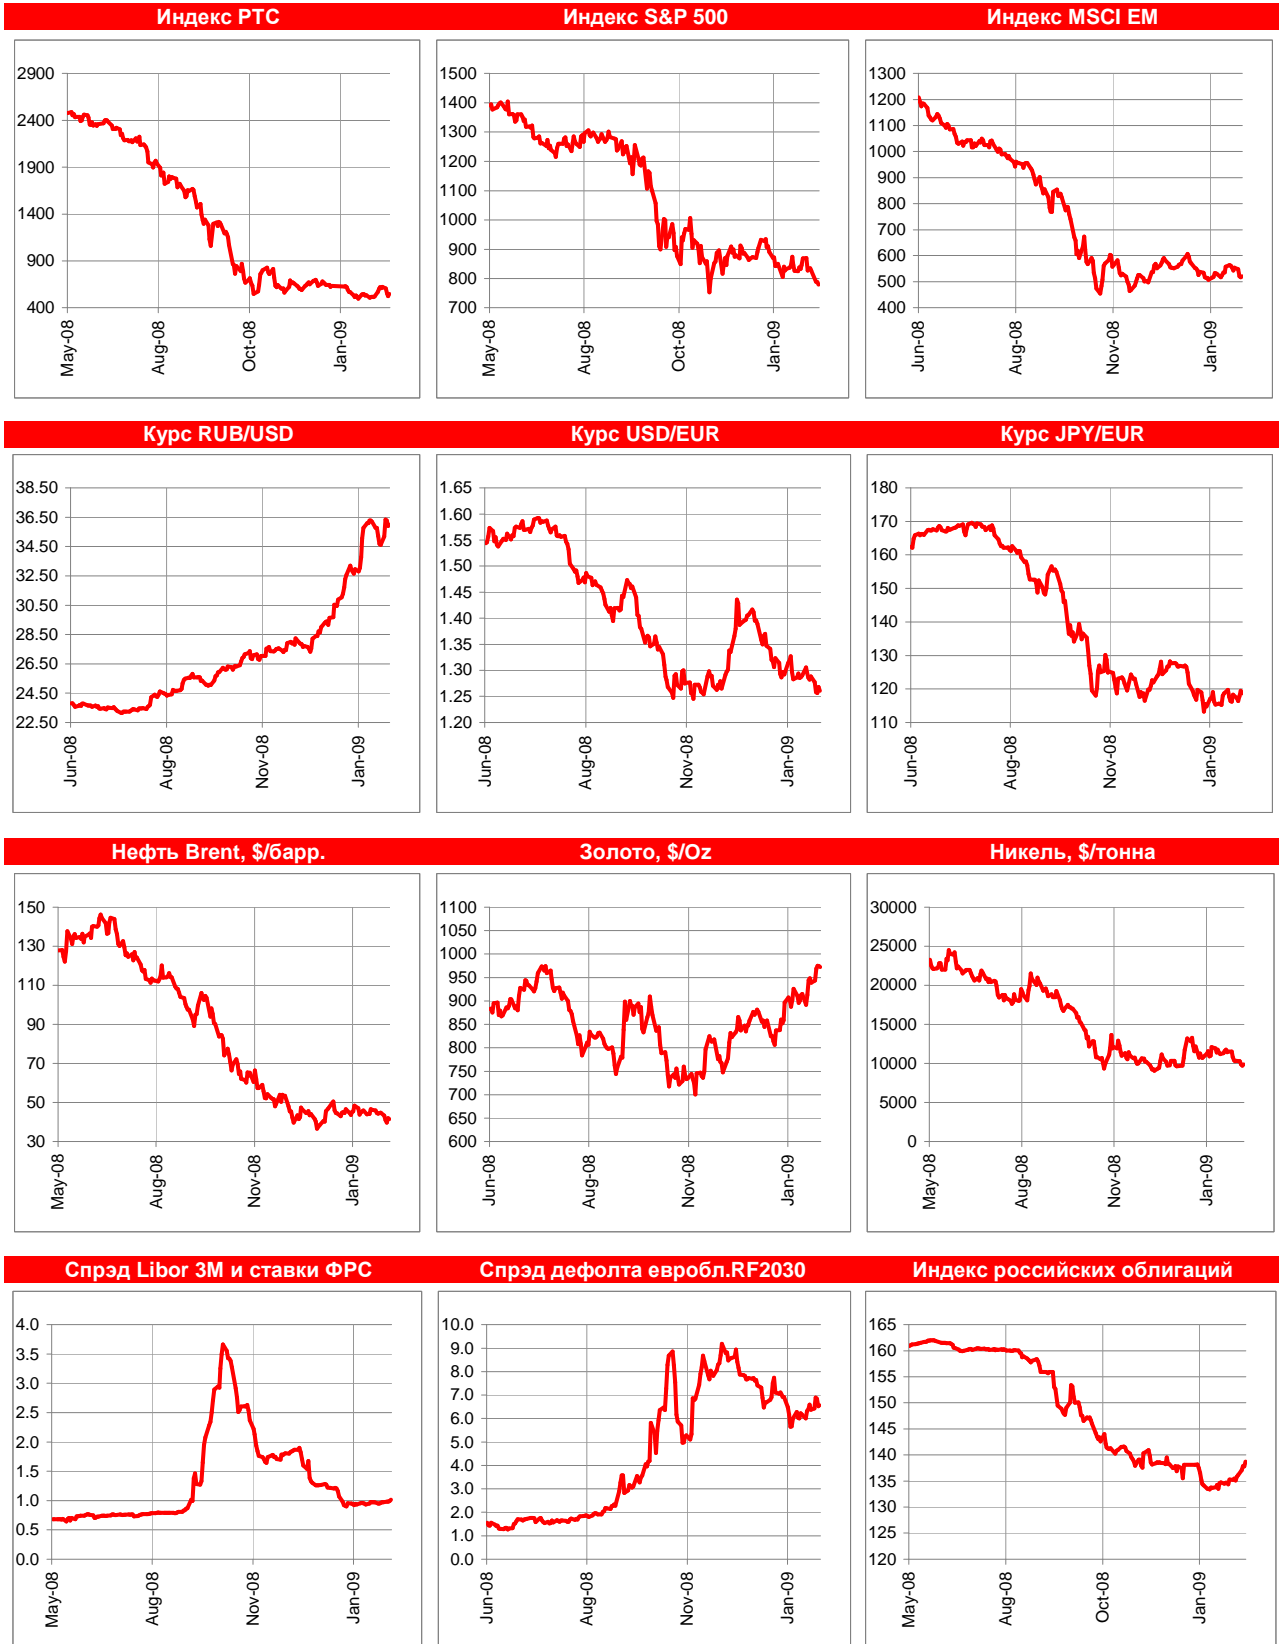 Индекс РТС
Индекс S&P 500
Индекс MSCI EM
2900
2400
1900
1400
900
400
May-08
Aug-08
Oct-08
Jan-09
1500
1400
1300
1200
1100
1000
900
800
700
May-08
Aug-08
Oct-08
Jan-09
1300
1200
1100
1000
900
800
700
600
500
400
Jun-08
Aug-08
Nov-08
Jan-09
Курс RUB/USD
Курс USD/EUR
Курс JPY/EUR
38.50
36.50
34.50
32.50
30.50
28.50
26.50
24.50
22.50
Jun-08
Aug-08
Nov-08
Jan-09
1.65
1.60
1.55
1.50
1.45
1.40
1.35
1.30
1.25
1.20
Jun-08
Aug-08
Nov-08
Jan-09
180
170
160
150
140
130
120
110
Jun-08
Aug-08
Nov-08
Jan-09
Нефть Brent, $/барр.
Золото, $/Oz
Никель, $/тонна
150
130
110
90
70
50
30
May-08
Aug-08
Nov-08
Jan-09
1100
1000
950
900
850
800
750
700
650
600
Jun-08
Aug-08
Nov-08
Jan-09
30000
25000
20000
15000
10000
5000
0
May-08
Aug-08
Nov-08
Jan-09
Спрэд Libor 3M и ставки ФРС
Спрэд дефолта евробл.RF2030
Индекс российских облигаций
4.0
3.5
3.0
2.5
2.0
1.5
1.0
0.5
0.0
May-08
Aug-08
Nov-08
Jan-09
10.0
9.0
8.0
7.0
6.0
5.0
4.0
3.0
2.0
1.0
0.0
Jun-08
Aug-08
Nov-08
Jan-09
165
160
155
150
145
140
135
130
125
120
May-08
Aug-08
Oct-08
Jan-09